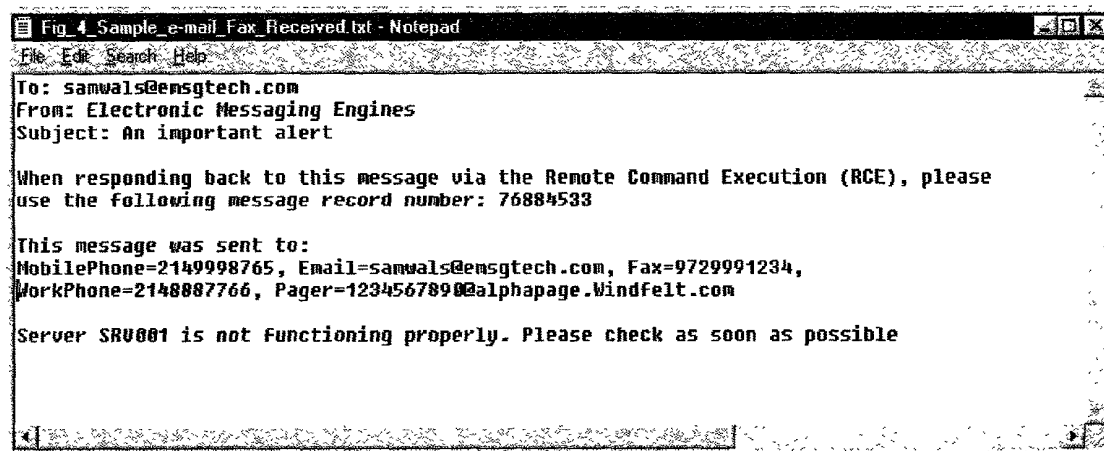 Fig_4_Sample_e-mail_Fax_Received.txt - Notepad
File Edit Search Help
To: samwals@emsgtech.com
From: Electronic Messaging Engines
Subject: An important alert
When responding back to this message via the Remote Command Execution (RCE), please
use the following message record number: 76884533
This message was sent to:
MobilePhone=2149998765, Email=samwals@emsgtech.com, Fax=9729991234,
WorkPhone=2148887766, Pager=1234567890@alphapage.Windfelt.com
Server SRV001 is not functioning properly. Please check as soon as possible